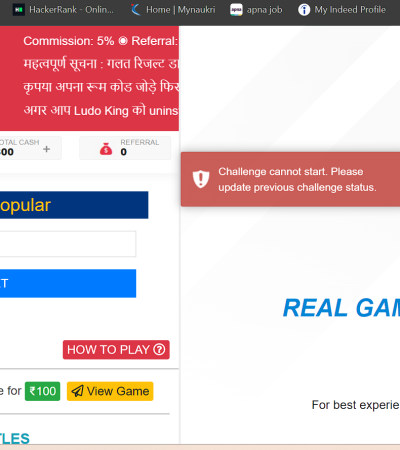 HackerRank - Onlin...
Home | Mynaukri
apna job
My Indeed Profile
Commission: 5% ◉ Referral:
महत्वपूर्ण सूचना : गलत रिजल्ट डा
कृपया अपना रूम कोड जोड़े फिर
अगर आप Ludo King को unins
OTAL CASH
00
+
REFERRAL
0
Challenge cannot start. Please
update previous challenge status.
opular
T
REAL GAM
HOW TO PLAY
e for ₹100 View Game
For best experie
TLES